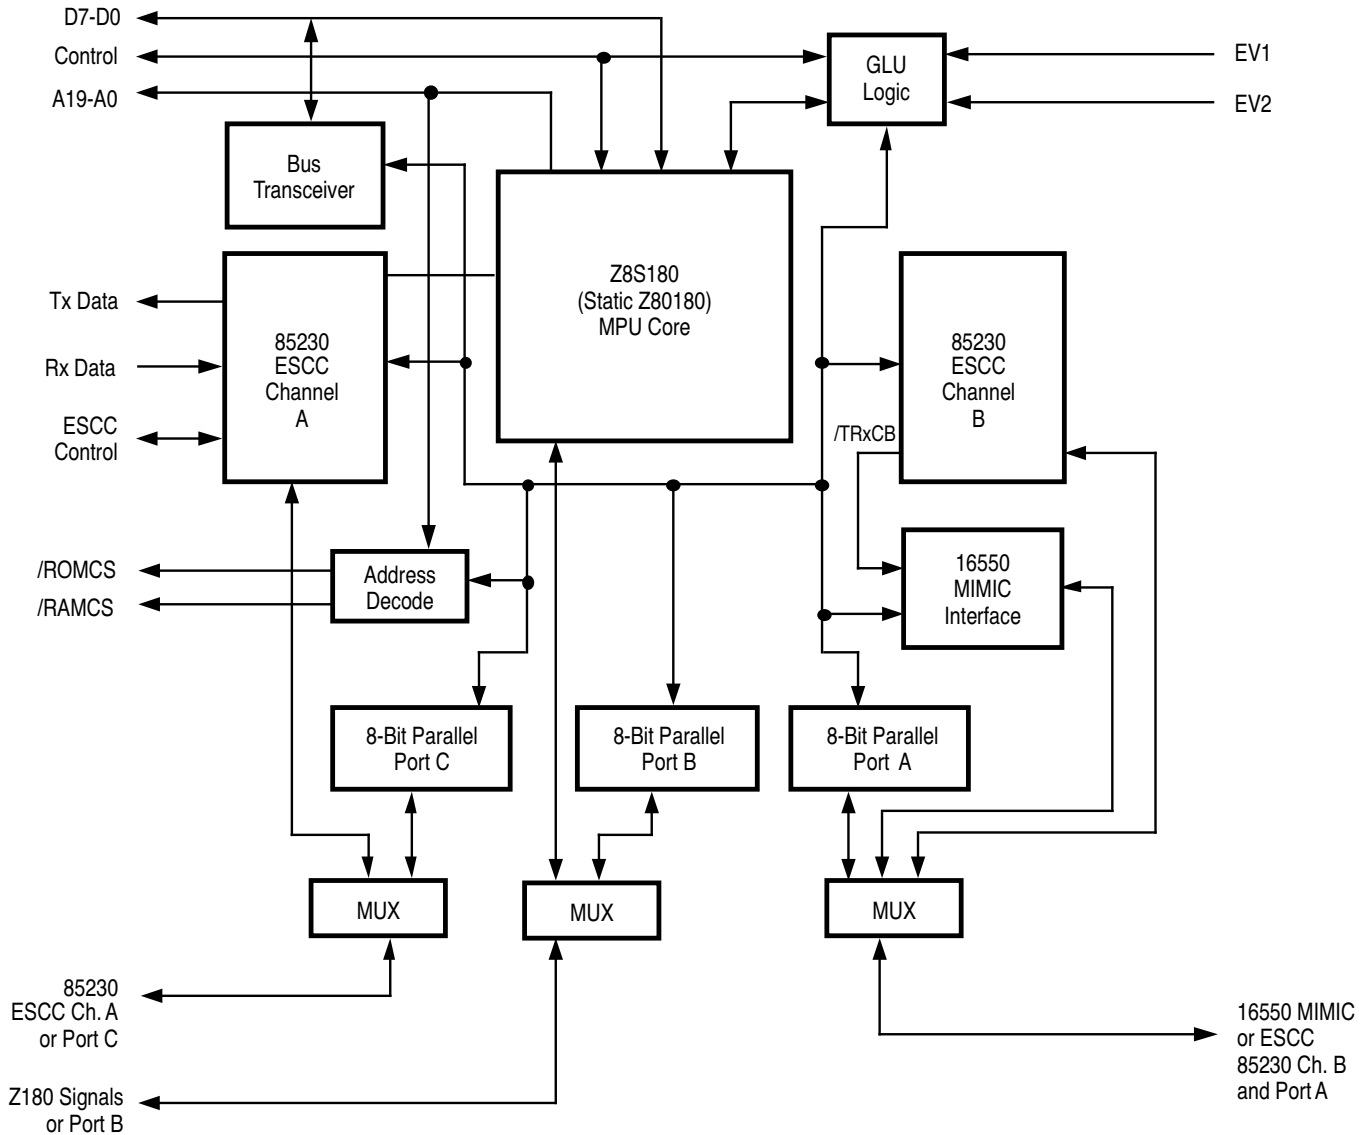 D7-D0
Control
A19-A0
EV1
EV2
GLU
Logic
Bus
Transceiver
Z8S180
(Static Z80180)
MPU Core
Tx Data
Rx Data
ESCC
Control
85230
ESCC
Channel
A
85230
ESCC
Channel
B
/TRxCB
/ROMCS
/RAMCS
Address
Decode
16550
MIMIC
Interface
8-Bit Parallel
Port C
8-Bit Parallel
Port B
8-Bit Parallel
Port A
MUX
MUX
MUX
85230
ESCC Ch. A
or Port C
16550 MIMIC
or ESCC
85230 Ch. B
and Port A
Z180 Signals
or Port B